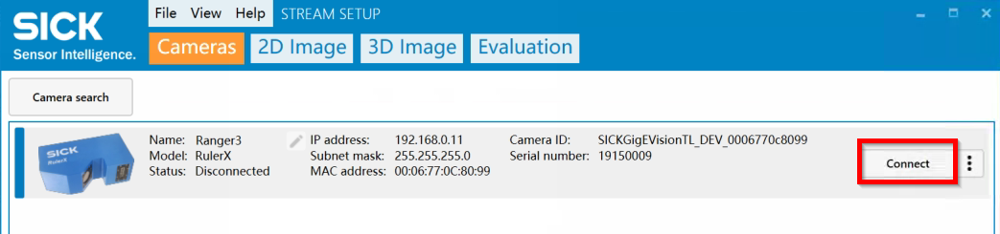 SICK
Sensor Intelligence.
File View Help STREAM SETUP
Cameras 2D Image 3D Image Evaluation
Camera search
SICK
RulerX
Name: Ranger3
Model: RulerX
Status: Disconnected
IP address: 192.168.0.11
Subnet mask: 255.255.255.0
MAC address: 00:06:77:0C:80:99
Camera ID: SICKGigEVisionTL_DEV_0006770c8099
Serial number: 19150009
Connect